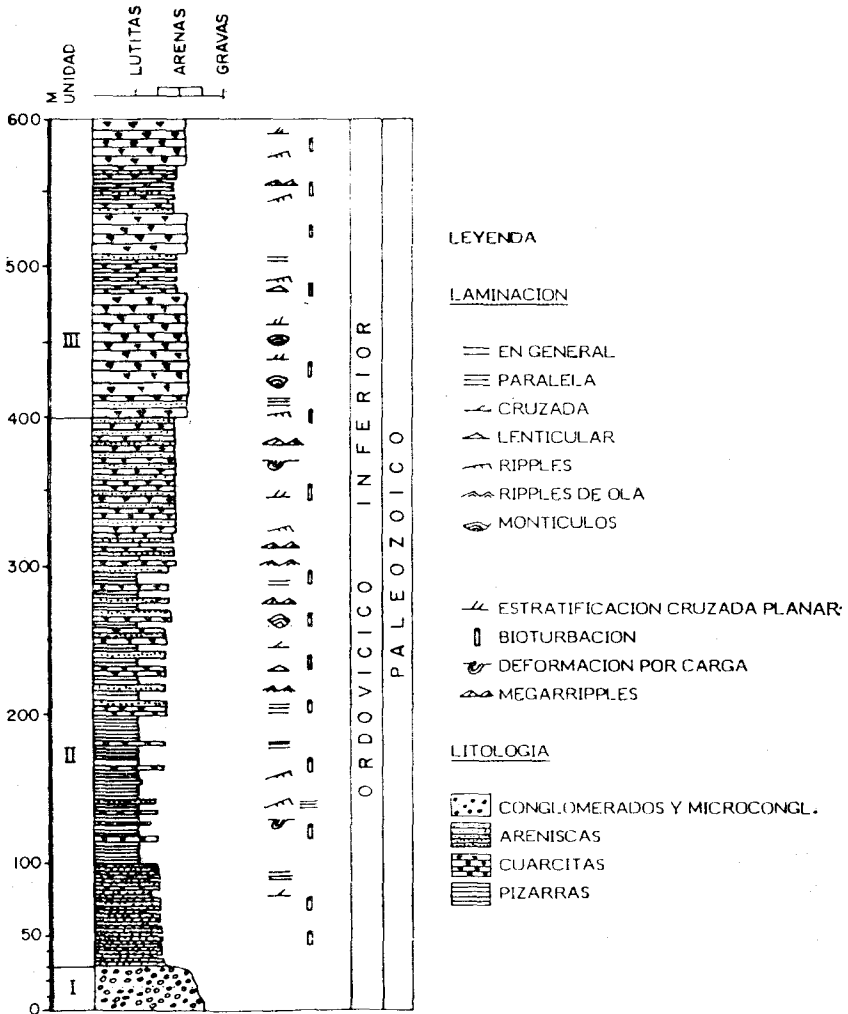 M
UNIDAD
LUTITAS
ARENAS
GRAVAS
600
500
400
300
200
100
50
0
III
II
I
ORDOVICICO INFERIOR
PALEOZOICO
LEYENDA
LAMINACION
EN GENERAL
PARALELA
CRUZADA
LENTICULAR
RIPPLES
RIPPLES DE OLA
MONTICULOS
ESTRATIFICACION CRUZADA PLANAR.
BIOTURBACION
DEFORMACION POR CARGA
MEGARRIPPLES
LITOLOGIA
CONGLOMERADOS Y MICROCONGL.
ARENISCAS
CUARCITAS
PIZARRAS